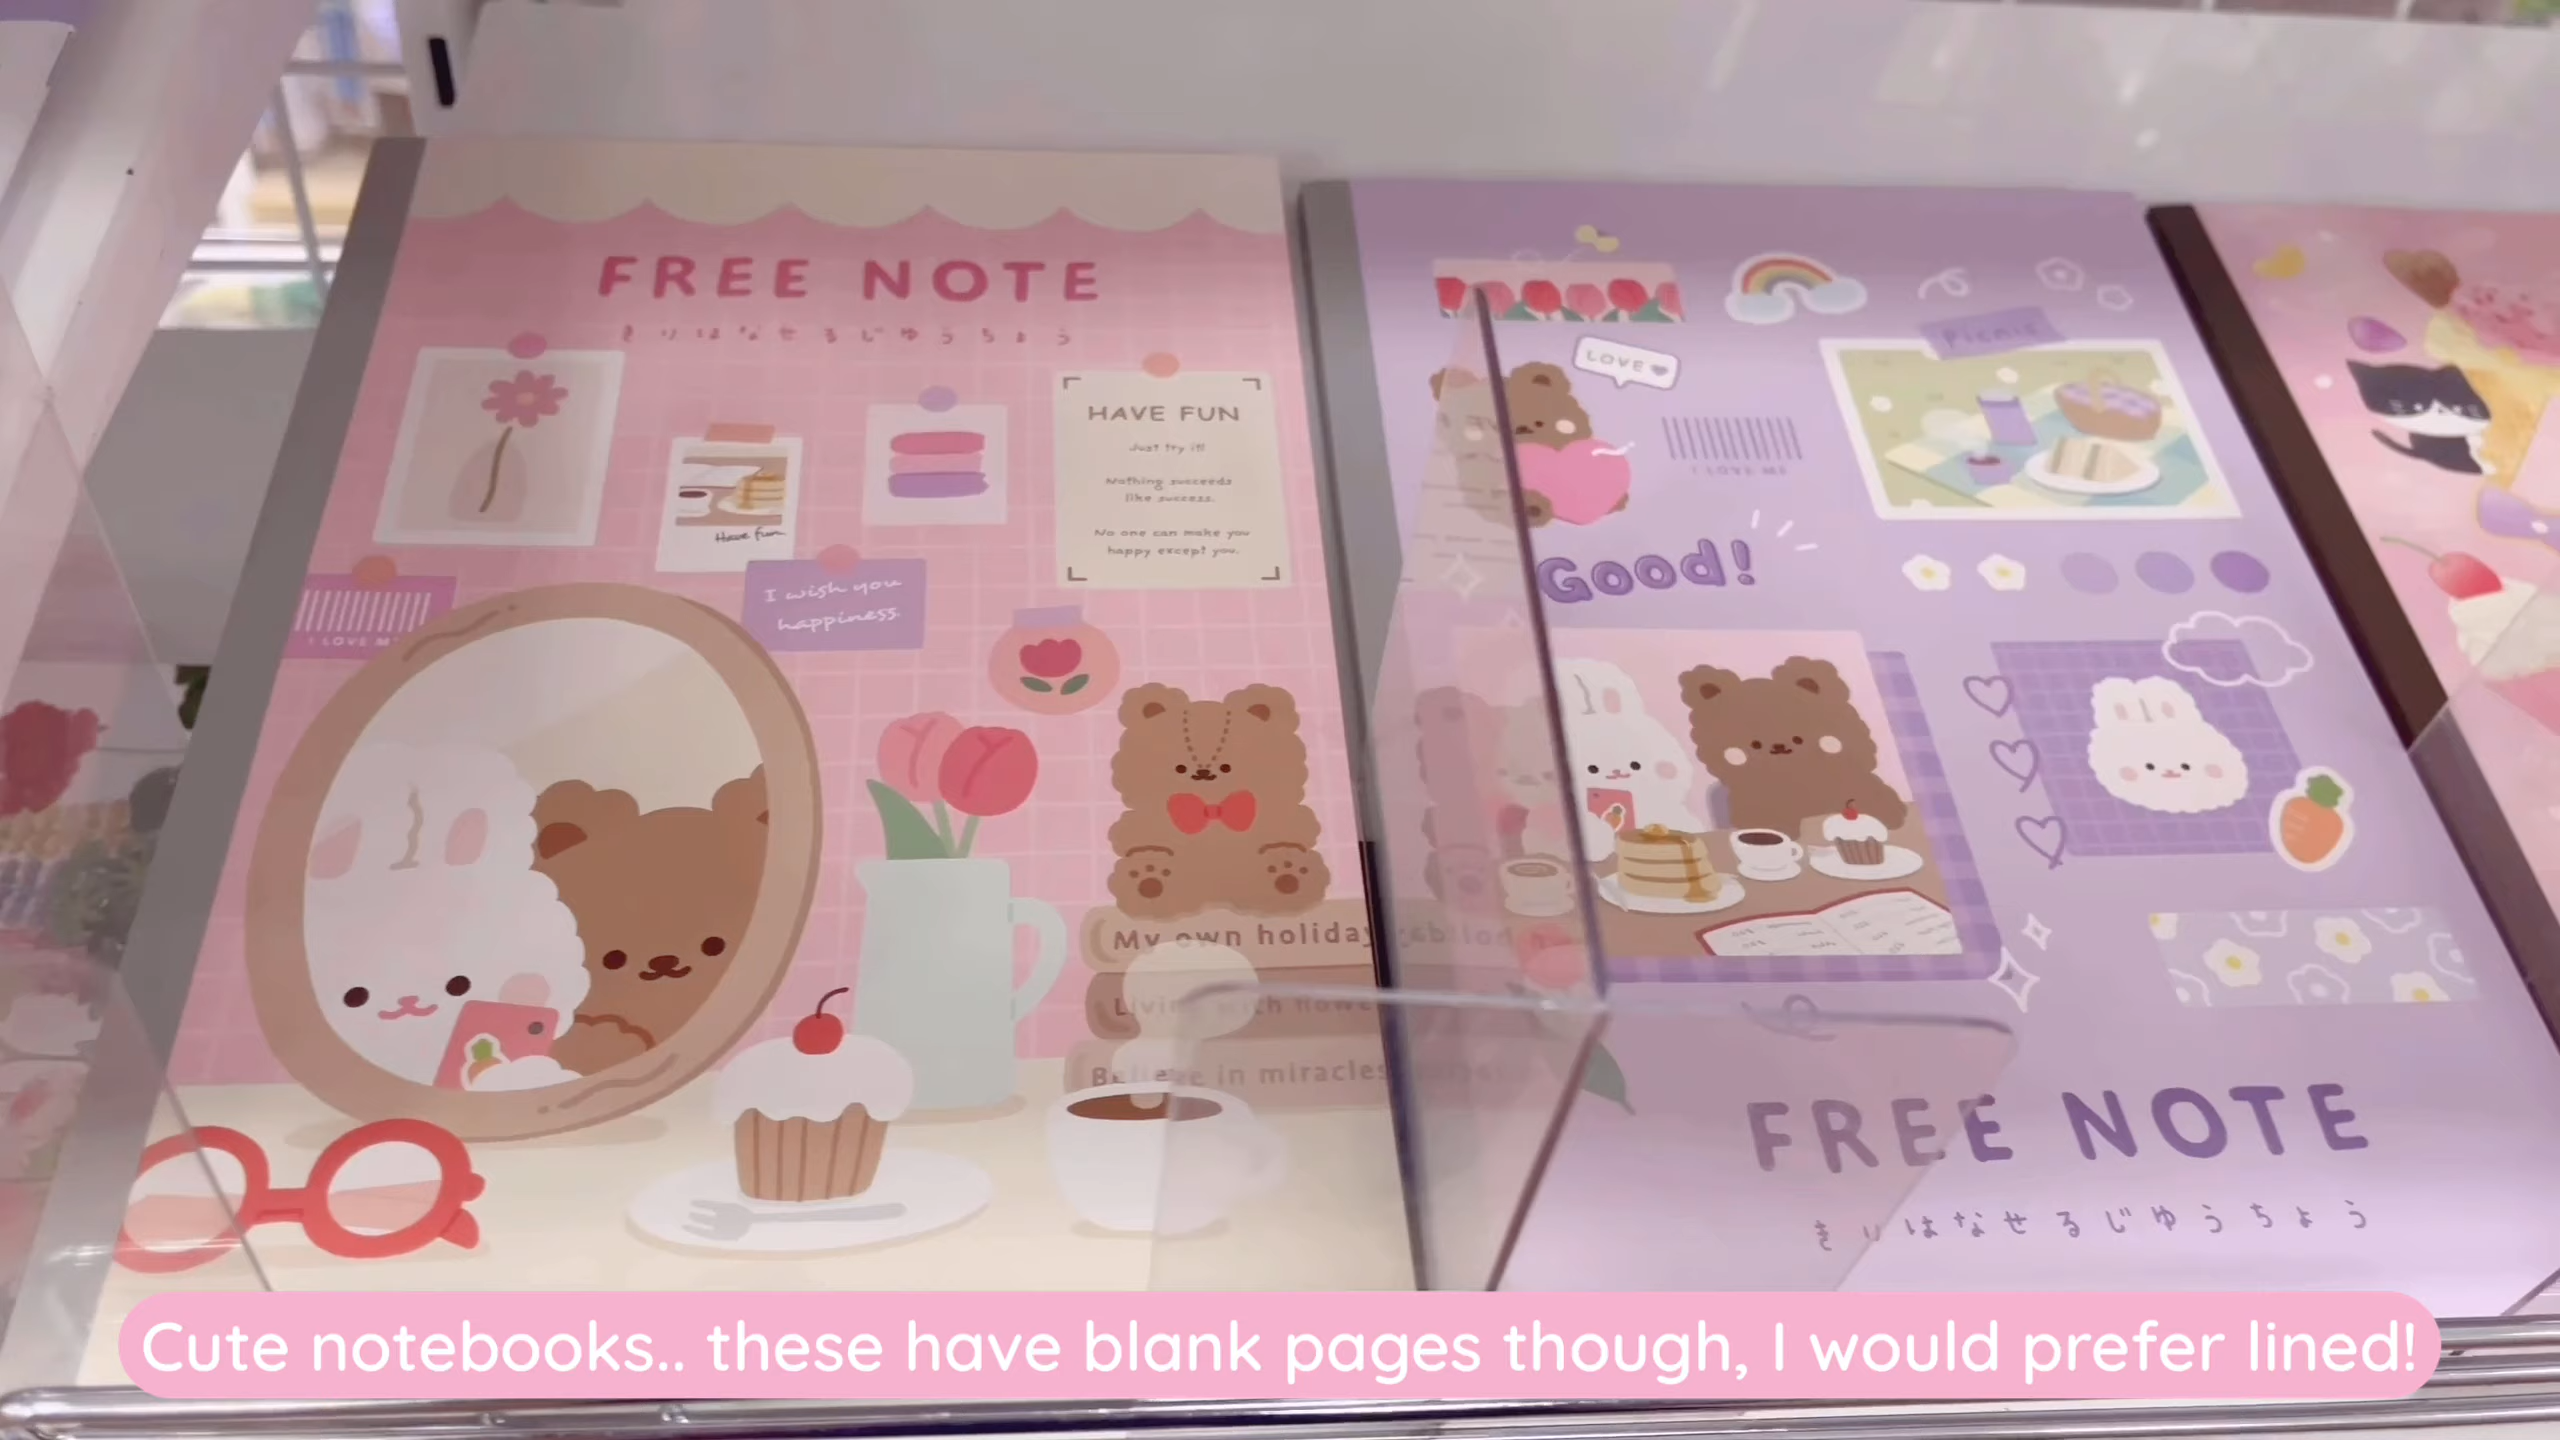 FREE NOTE
きりはなせるじゆうちょう
HAVE FUN
Just try it!
Nothing succeeds
like success.
No one can make you
happy except you.
Have fun
I wish you
happiness.
I LOVE M
My own holiday
Living with flowe
Believe in miracles
LOVE
Picnic
I LOVE ME
Good!
FREE NOTE
きりはなせるじゆうちょう
Cute notebooks.. these have blank pages though, I would prefer lined!